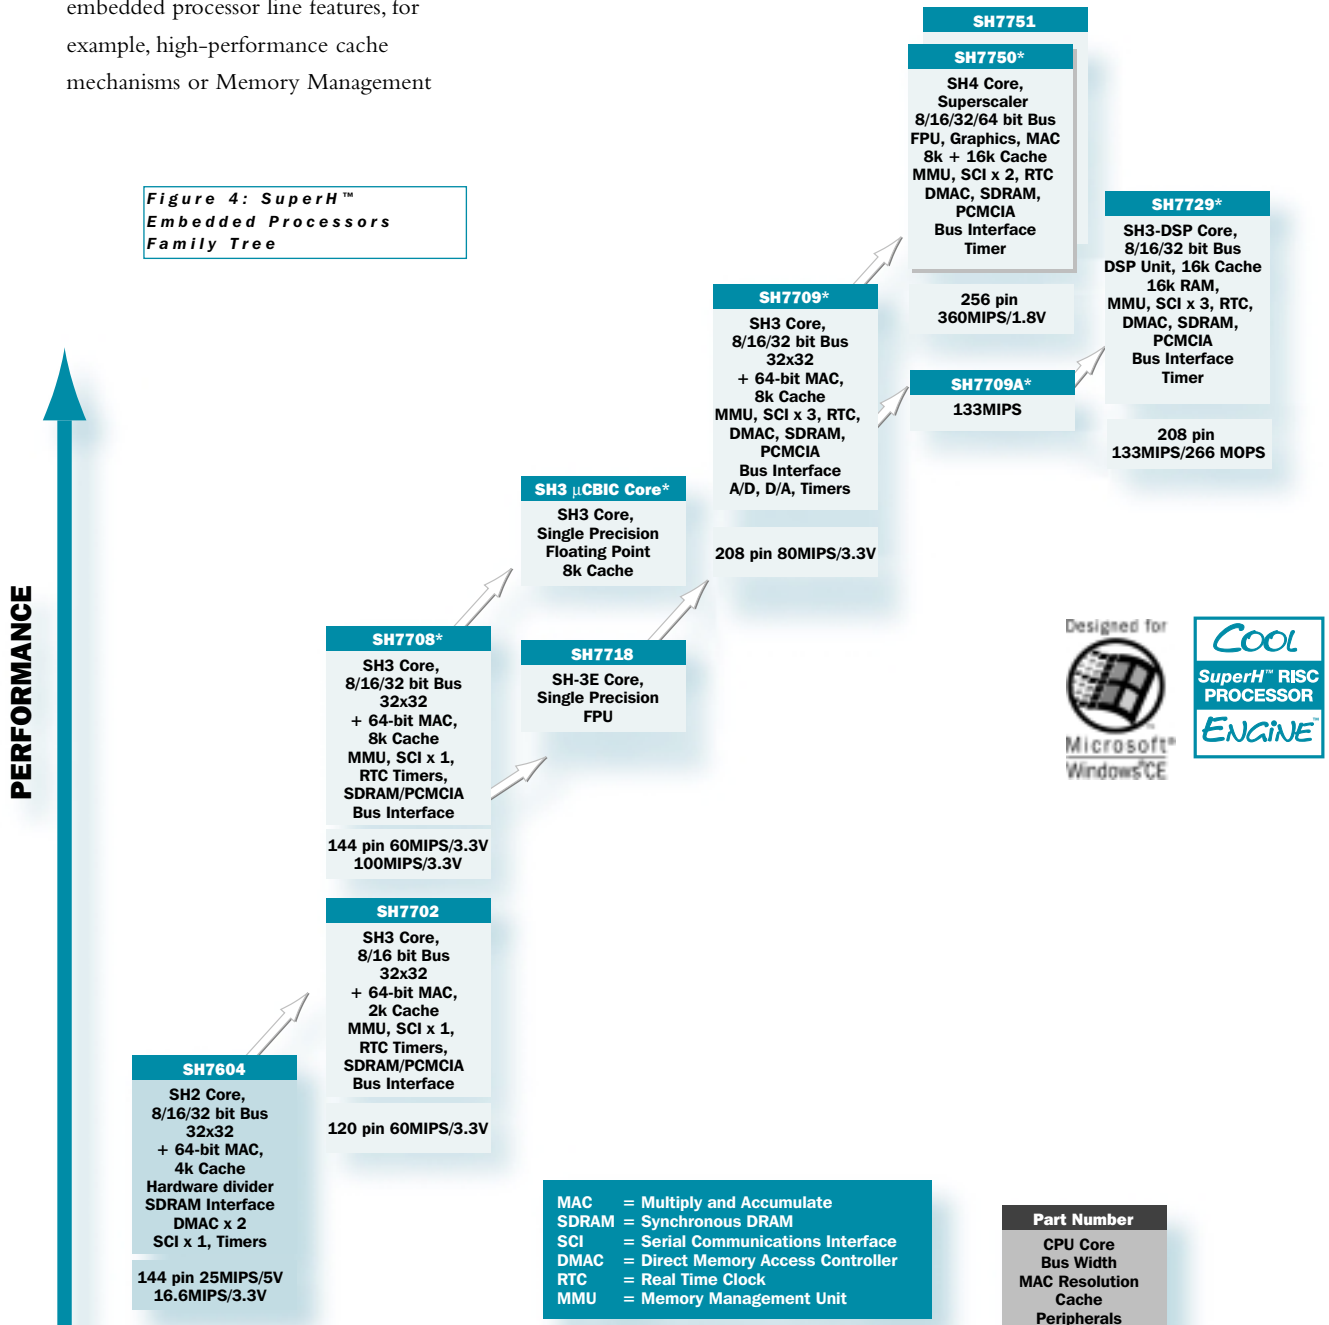 embedded processor line features, for
example, high-performance cache
mechanisms or Memory Management
Figure 4: SuperH™
Embedded Processors
Family Tree
PERFORMANCE
SH7751
SH7750*
SH4 Core,
Superscaler
8/16/32/64 bit Bus
FPU, Graphics, MAC
8k + 16k Cache
MMU, SCI x 2, RTC
DMAC, SDRAM,
PCMCIA
Bus Interface
Timer
256 pin
360MIPS/1.8V
SH7729*
SH3-DSP Core,
8/16/32 bit Bus
DSP Unit, 16k Cache
16k RAM,
MMU, SCI x 3, RTC,
DMAC, SDRAM,
PCMCIA
Bus Interface
Timer
208 pin
133MIPS/266 MOPS
SH7709*
SH3 Core,
8/16/32 bit Bus
32x32
+ 64-bit MAC,
8k Cache
MMU, SCI x 3, RTC,
DMAC, SDRAM,
PCMCIA
Bus Interface
A/D, D/A, Timers
208 pin 80MIPS/3.3V
SH7709A*
133MIPS
SH3 µCBIC Core*
SH3 Core,
Single Precision
Floating Point
8k Cache
SH7718
SH-3E Core,
Single Precision
FPU
SH7708*
SH3 Core,
8/16/32 bit Bus
32x32
+ 64-bit MAC,
8k Cache
MMU, SCI x 1,
RTC Timers,
SDRAM/PCMCIA
Bus Interface
144 pin 60MIPS/3.3V
100MIPS/3.3V
Designed for
Microsoft®
Windows®CE
COOL
SuperH™ RISC
PROCESSOR
ENGINE™
SH7702
SH3 Core,
8/16 bit Bus
32x32
+ 64-bit MAC,
2k Cache
MMU, SCI x 1,
RTC Timers,
SDRAM/PCMCIA
Bus Interface
120 pin 60MIPS/3.3V
SH7604
SH2 Core,
8/16/32 bit Bus
32x32
+ 64-bit MAC,
4k Cache
Hardware divider
SDRAM Interface
DMAC x 2
SCI x 1, Timers
144 pin 25MIPS/5V
16.6MIPS/3.3V
MAC = Multiply and Accumulate
SDRAM = Synchronous DRAM
SCI = Serial Communications Interface
DMAC = Direct Memory Access Controller
RTC = Real Time Clock
MMU = Memory Management Unit
Part Number
CPU Core
Bus Width
MAC Resolution
Cache
Peripherals